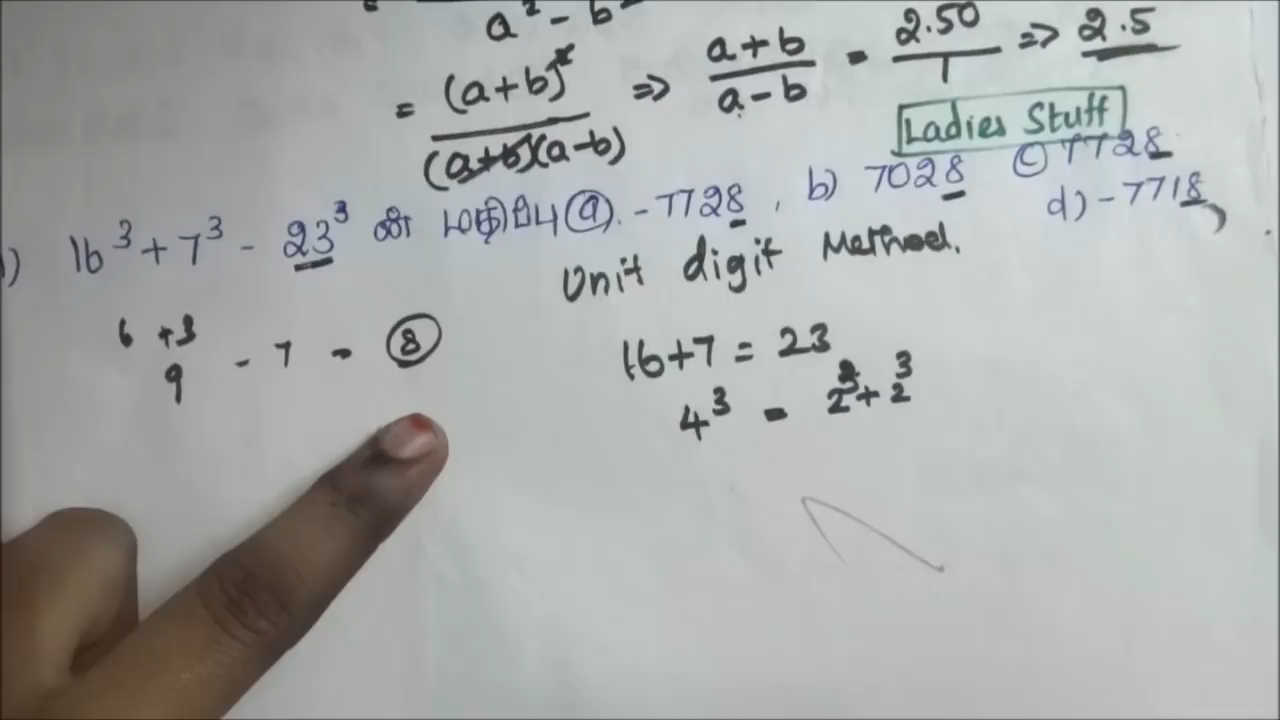 a² - b²
= (a+b)² / (a+b)(a-b) => a+b / a-b = 2.50 / 1 => 2.5
Ladies Stuff
1) 16³ + 7³ - 23³ ன் மதிப்பு a) -7728, b) 7028 c) 7728
d) -7718
Unit digit Method.
6 +3
9 - 7 = 8
16+7 = 23
4³ = 2³ + 2³